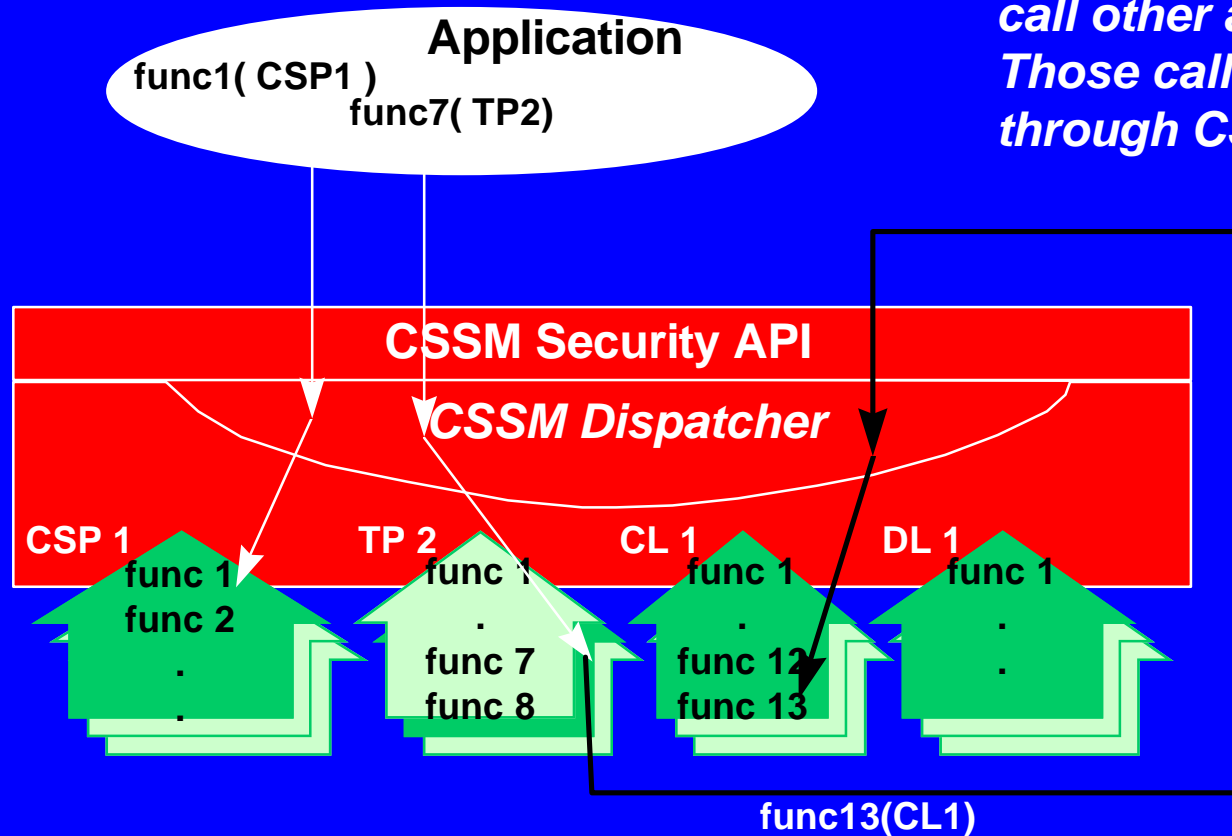 call other a
Those call
through CS
Application
func1( CSP1 )
func7( TP2)
CSSM Security API
CSSM Dispatcher
CSP 1
func 1
func 2
.
.
TP 2
func 1
.
func 7
func 8
CL 1
func 1
.
func 12
func 13
DL 1
func 1
.
.
func13(CL1)